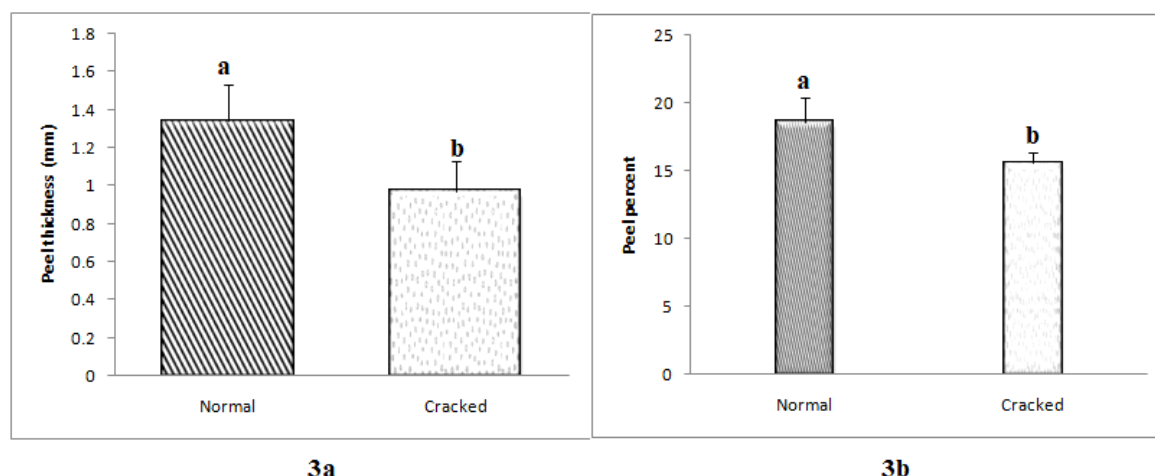 1.8
1.6
1.4
1.2
1
0.8
0.6
0.4
0.2
0
Peel thickness (mm)
a
b
Normal Cracked
3a
25
20
15
10
5
0
Peel percent
a
b
Normal Cracked
3b